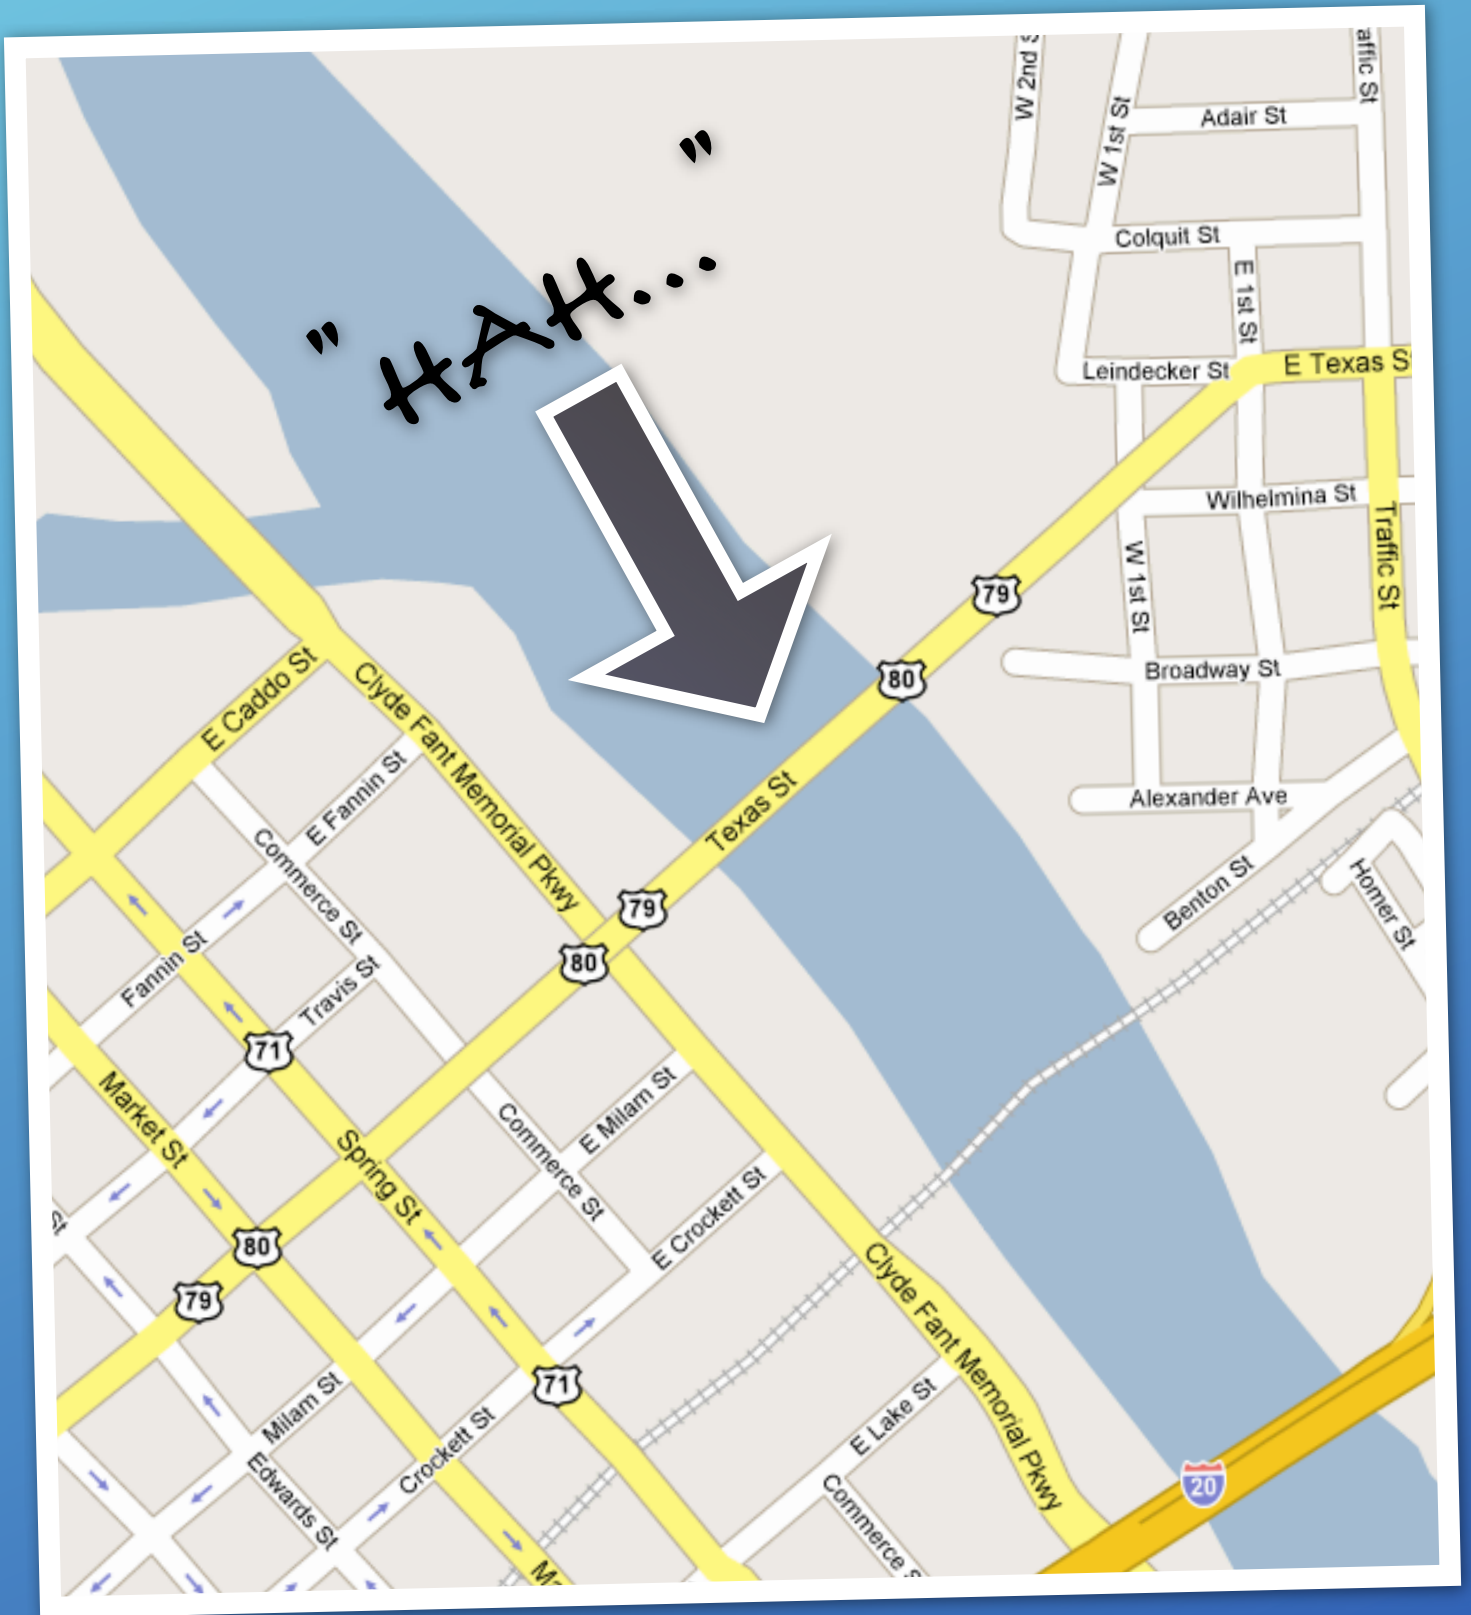 W 2nd S
W 1st St
affic St
Adair St
"HAH..."
Colquit St
E 1st St
Leindecker St
E Texas S
Wilhelmina St
Traffic St
W 1st St
79
80
Broadway St
E Caddo St
Clyde Fant Memorial Pkwy
E Fannin St
Texas St
Alexander Ave
Commerce St
Benton St
Homer St
79
80
Fannin St
Travis St
71
Market St
Spring St
Commerce St
E Milam St
E Crockett St
St
80
79
Clyde Fant Memorial Pkwy
71
Milam St
Crockett St
E Lake St
Edwards St
Commerce S
20
Ma